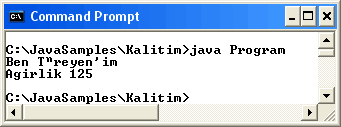 Command Prompt
C:\JavaSamples\Kalitim>java Program
Ben T"reyen'im
Agirlik 125
C:\JavaSamples\Kalitim>